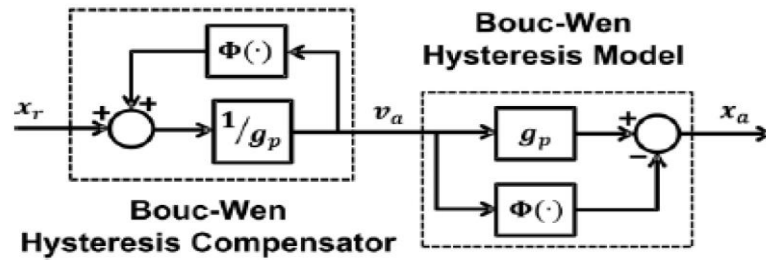 Bouc-Wen
Hysteresis Model
Φ(·)
x_r
+
+
1/g_p
v_a
g_p
+
−
x_a
Φ(·)
Bouc-Wen
Hysteresis Compensator